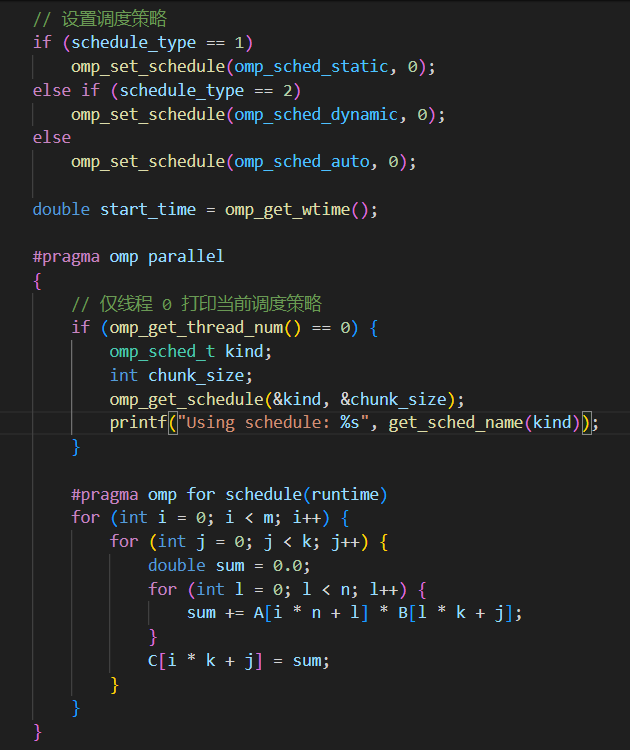 // 设置调度策略
if (schedule_type == 1)
    omp_set_schedule(omp_sched_static, 0);
else if (schedule_type == 2)
    omp_set_schedule(omp_sched_dynamic, 0);
else
    omp_set_schedule(omp_sched_auto, 0);

double start_time = omp_get_wtime();

#pragma omp parallel
{
    // 仅线程 0 打印当前调度策略
    if (omp_get_thread_num() == 0) {
        omp_sched_t kind;
        int chunk_size;
        omp_get_schedule(&kind, &chunk_size);
        printf("Using schedule: %s", get_sched_name(kind));
    }

    #pragma omp for schedule(runtime)
    for (int i = 0; i < m; i++) {
        for (int j = 0; j < k; j++) {
            double sum = 0.0;
            for (int l = 0; l < n; l++) {
                sum += A[i * n + l] * B[l * k + j];
            }
            C[i * k + j] = sum;
        }
    }
}